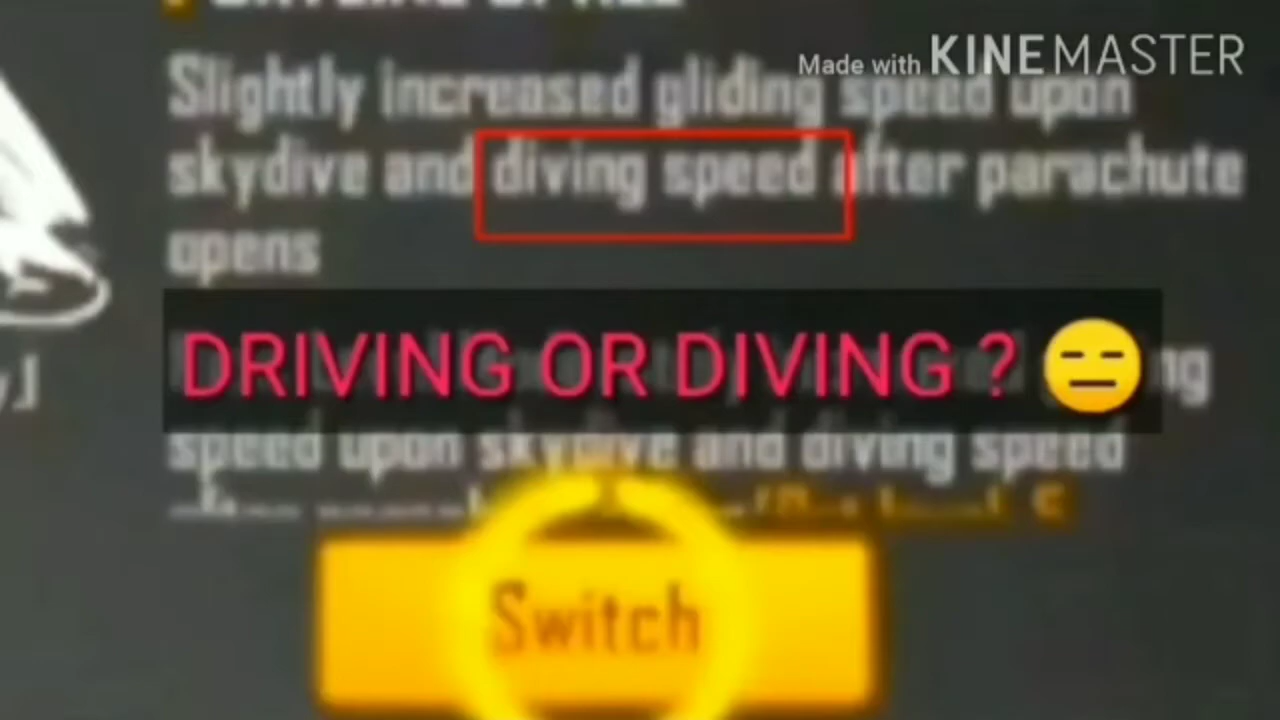 Made with KINEMASTER
Slightly increased gliding speed upon
skydive and diving speed after parachute
opens
DRIVING OR DIVING ? 😑
speed upon skydive and diving speed
Switch